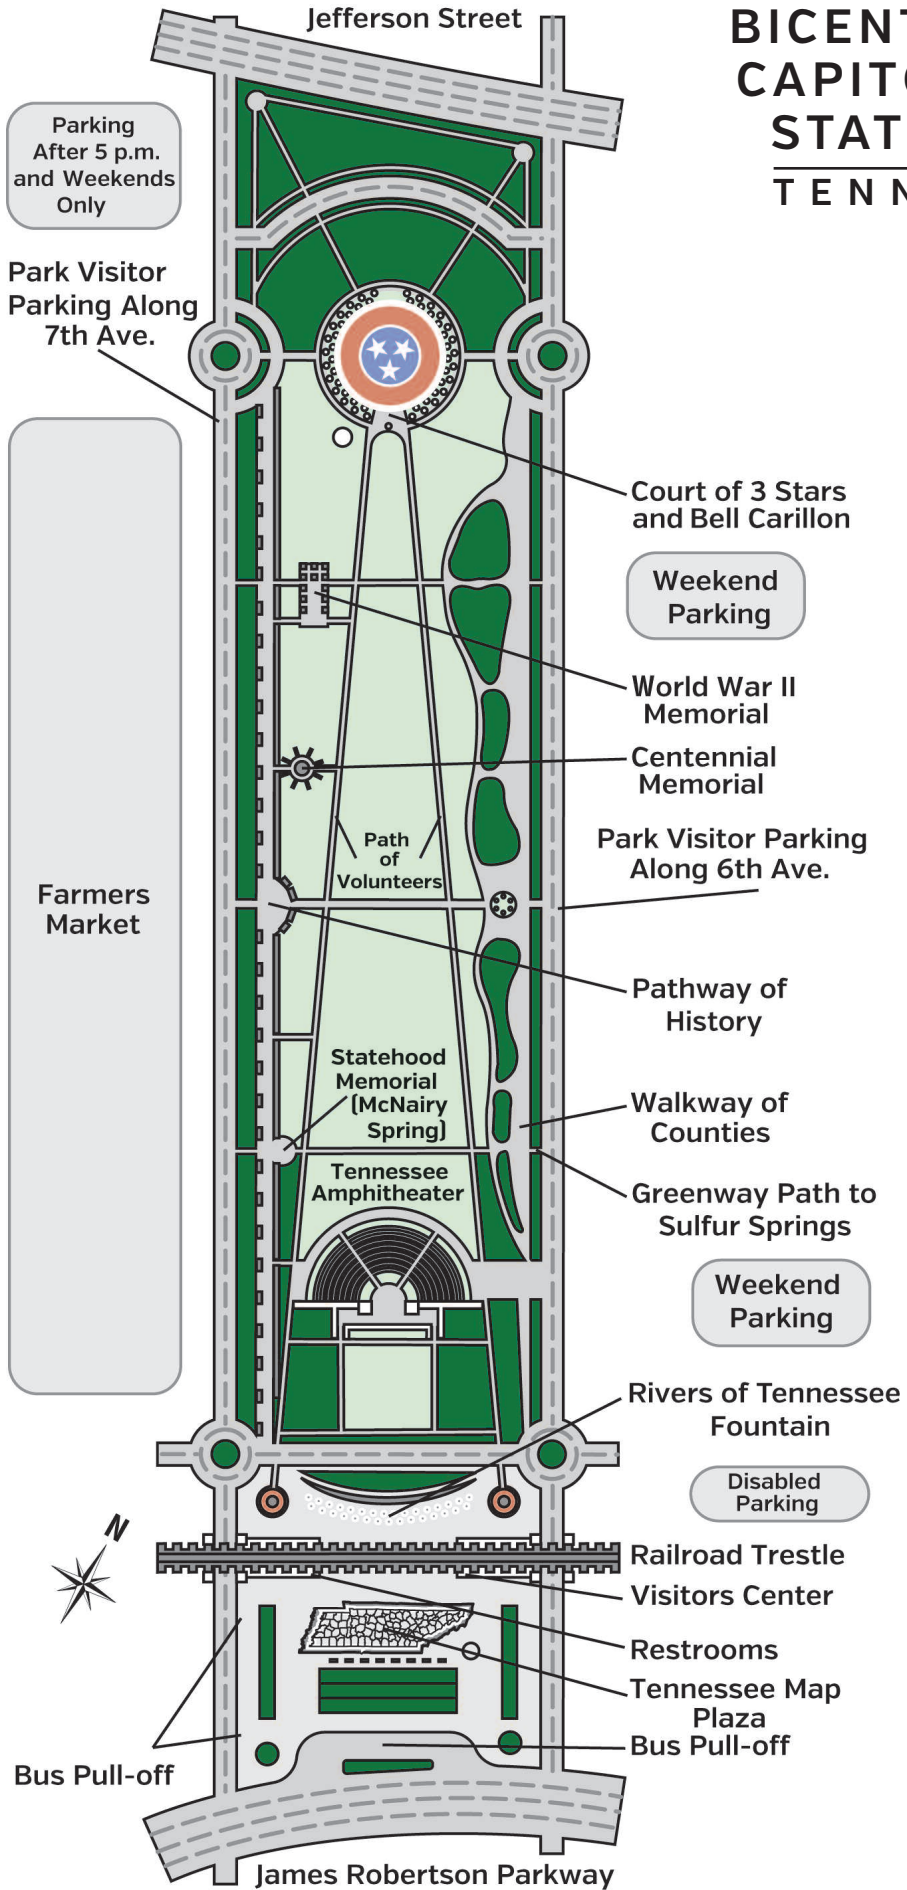 Jefferson Street
BICENT
CAPITO
STAT
TENN
Parking
After 5 p.m.
and Weekends
Only
Park Visitor
Parking Along
7th Ave.
Court of 3 Stars
and Bell Carillon
Weekend
Parking
World War II
Memorial
Centennial
Memorial
Path
of
Volunteers
Park Visitor Parking
Along 6th Ave.
Farmers
Market
Pathway of
History
Statehood
Memorial
(McNairy
Spring)
Walkway of
Counties
Tennessee
Amphitheater
Greenway Path to
Sulfur Springs
Weekend
Parking
Rivers of Tennessee
Fountain
Disabled
Parking
N
Railroad Trestle
Visitors Center
Restrooms
Tennessee Map
Plaza
Bus Pull-off
Bus Pull-off
James Robertson Parkway